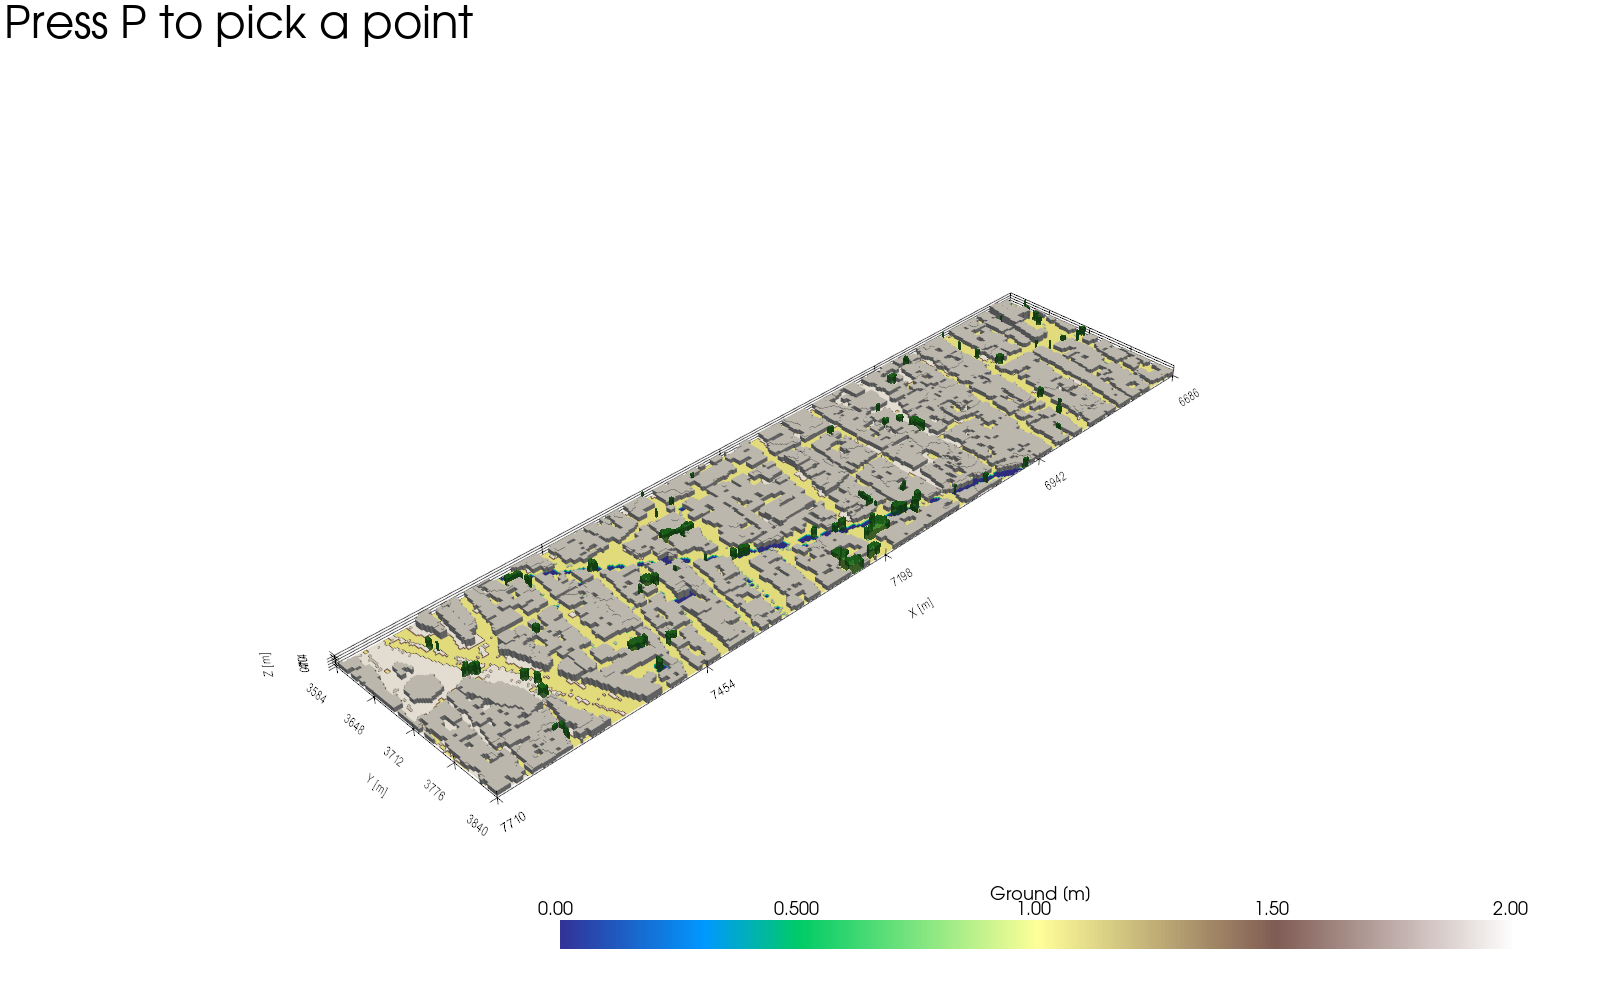 Press P to pick a point
6686
6942
7198
X [m]
7454
Z [m]
3584
3648
3712
Y [m]
3776
3840
7710
Ground (m)
0.00 0.500 1.00 1.50 2.00